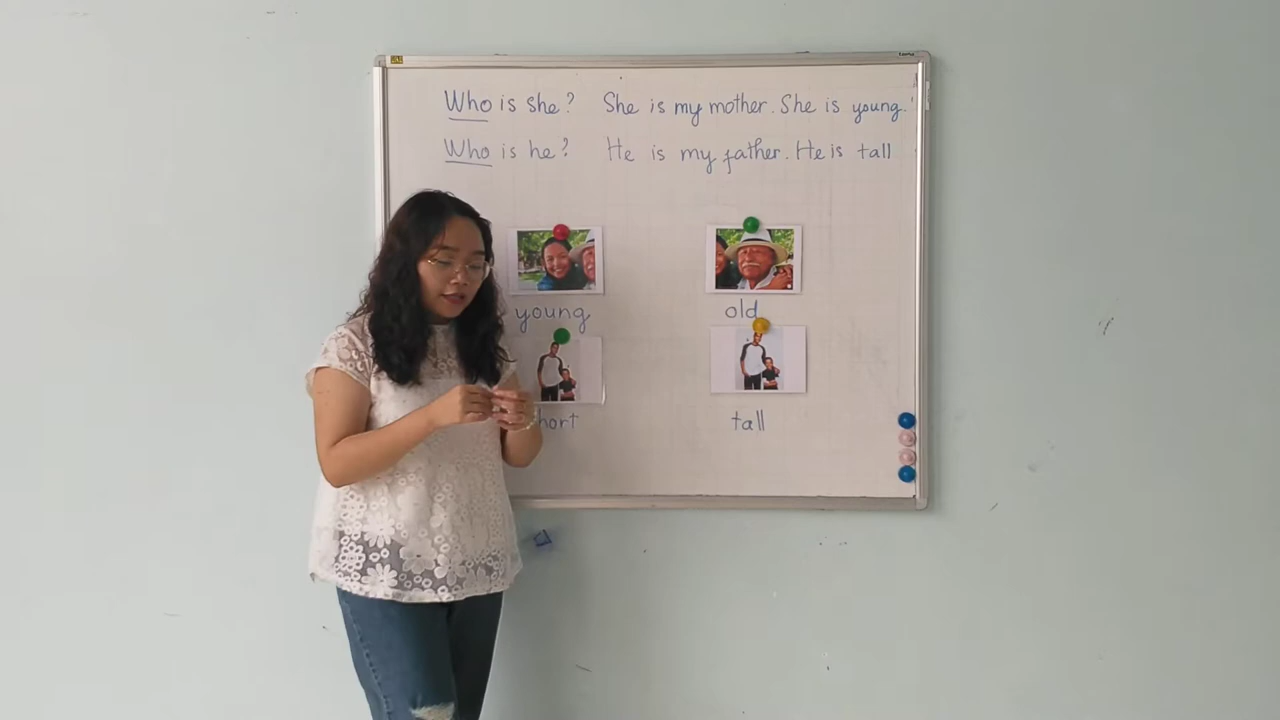 Who is she? She is my mother. She is young.
Who is he? He is my father. He is tall
young old
hort tall